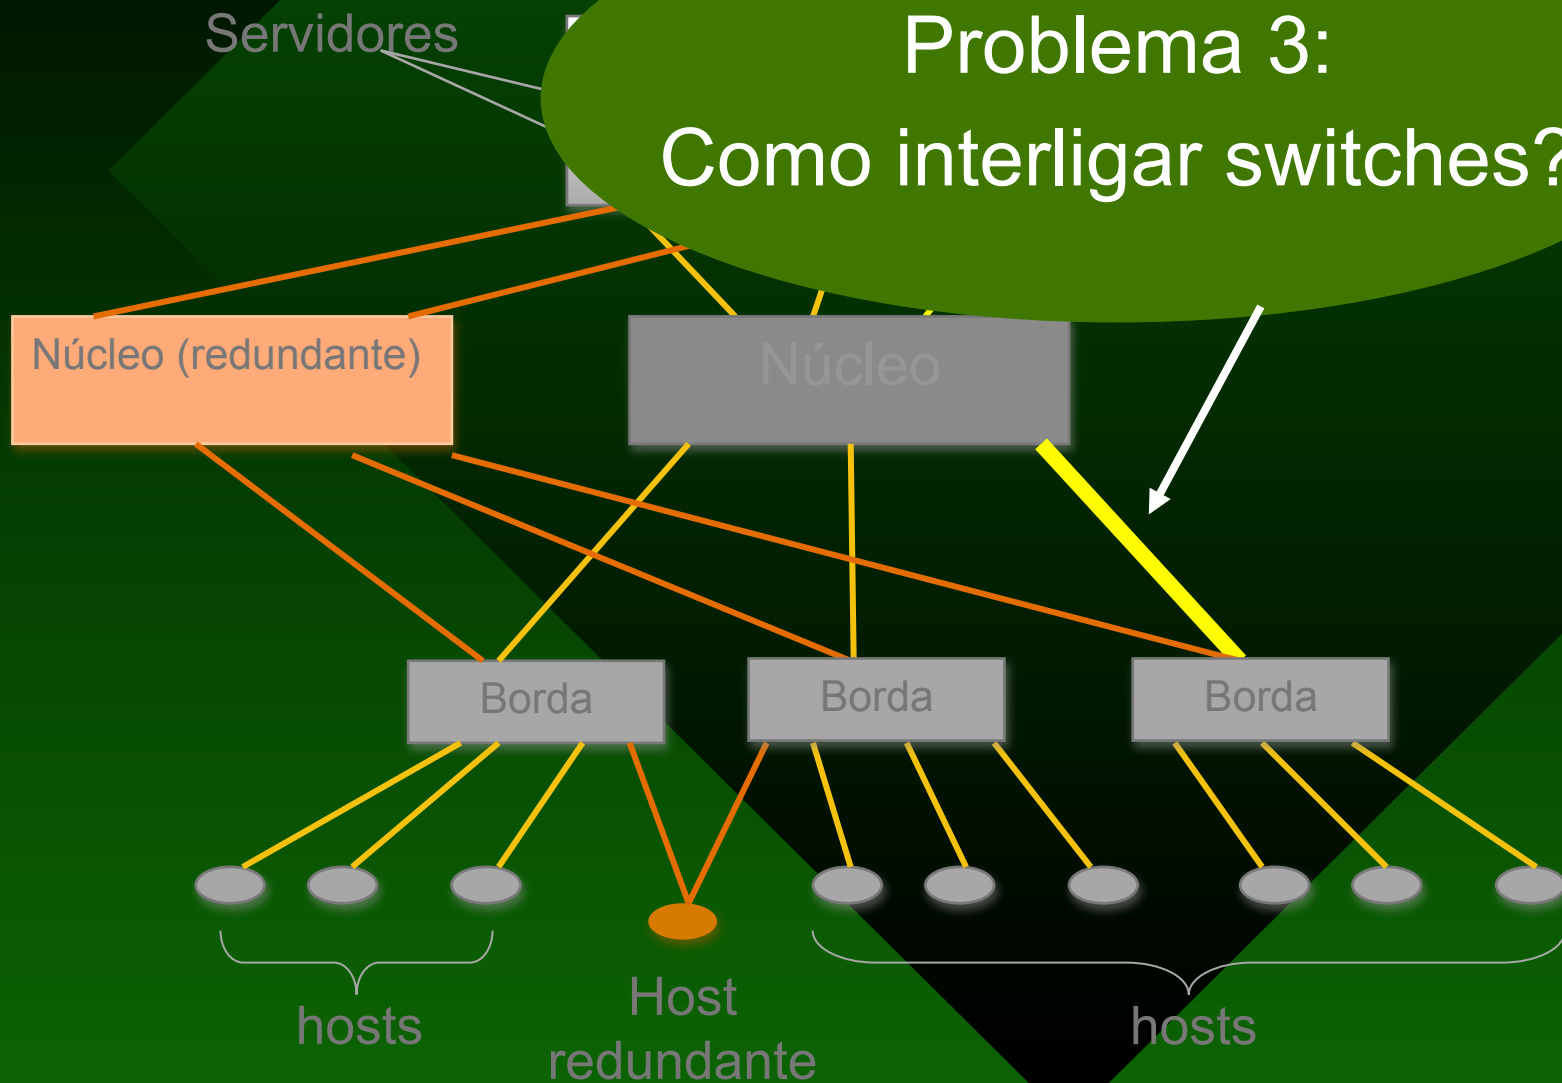 Servidores
Problema 3:
Como interligar switches?
Núcleo (redundante)
Núcleo
Borda
Borda
Borda
hosts
Host
redundante
hosts